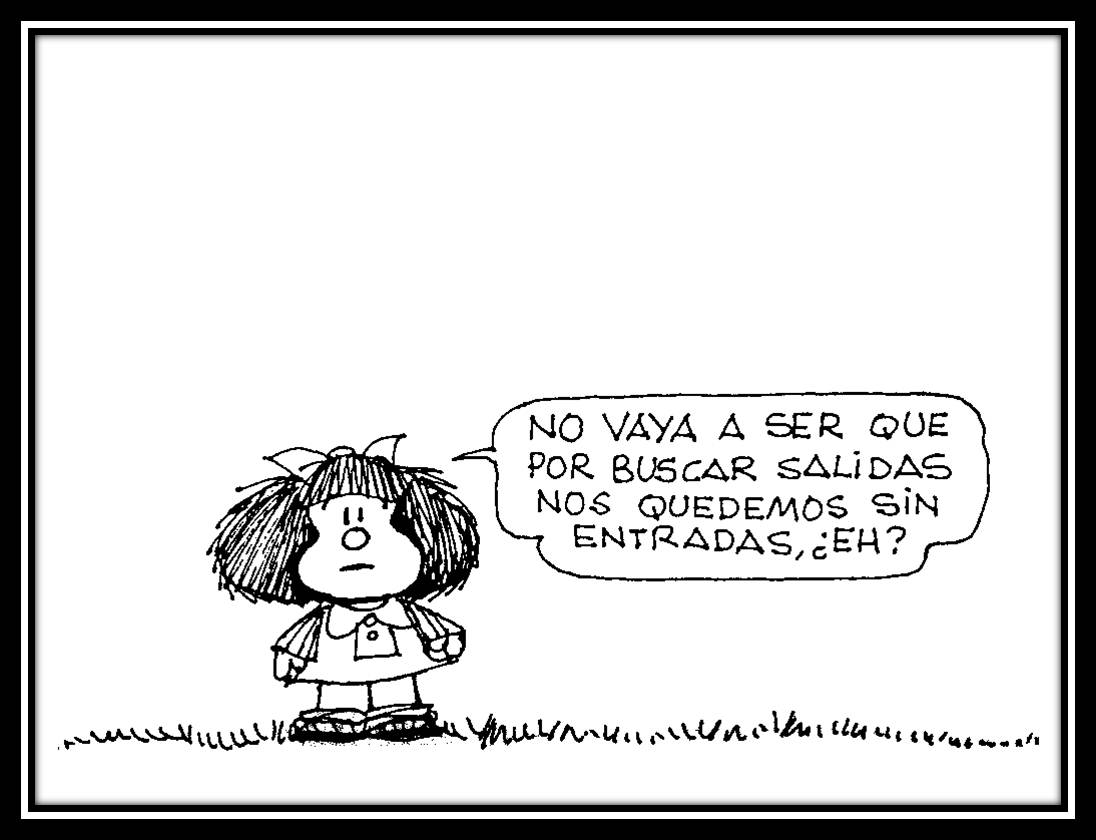 NO VAYA A SER QUE
POR BUSCAR SALIDAS
NOS QUEDEMOS SIN
ENTRADAS, ¿EH?